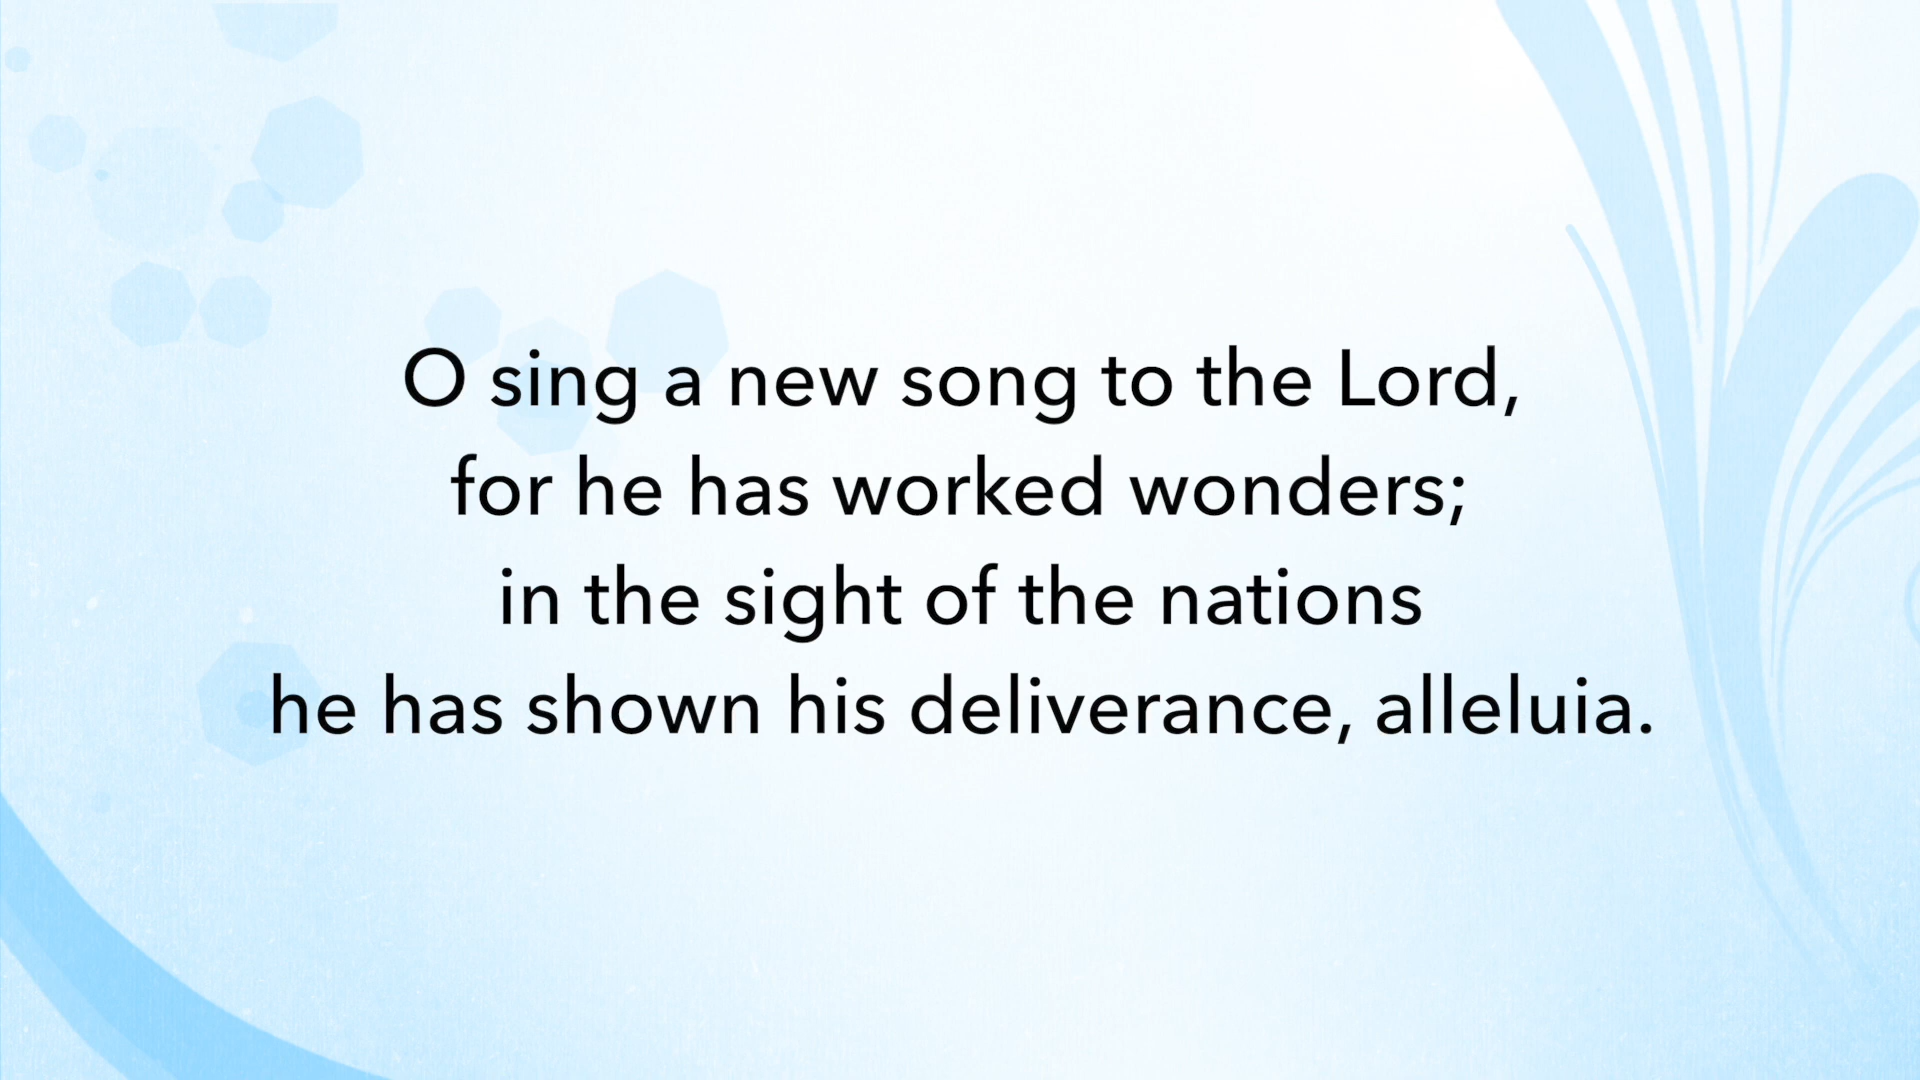 O sing a new song to the Lord,
for he has worked wonders;
in the sight of the nations
he has shown his deliverance, alleluia.